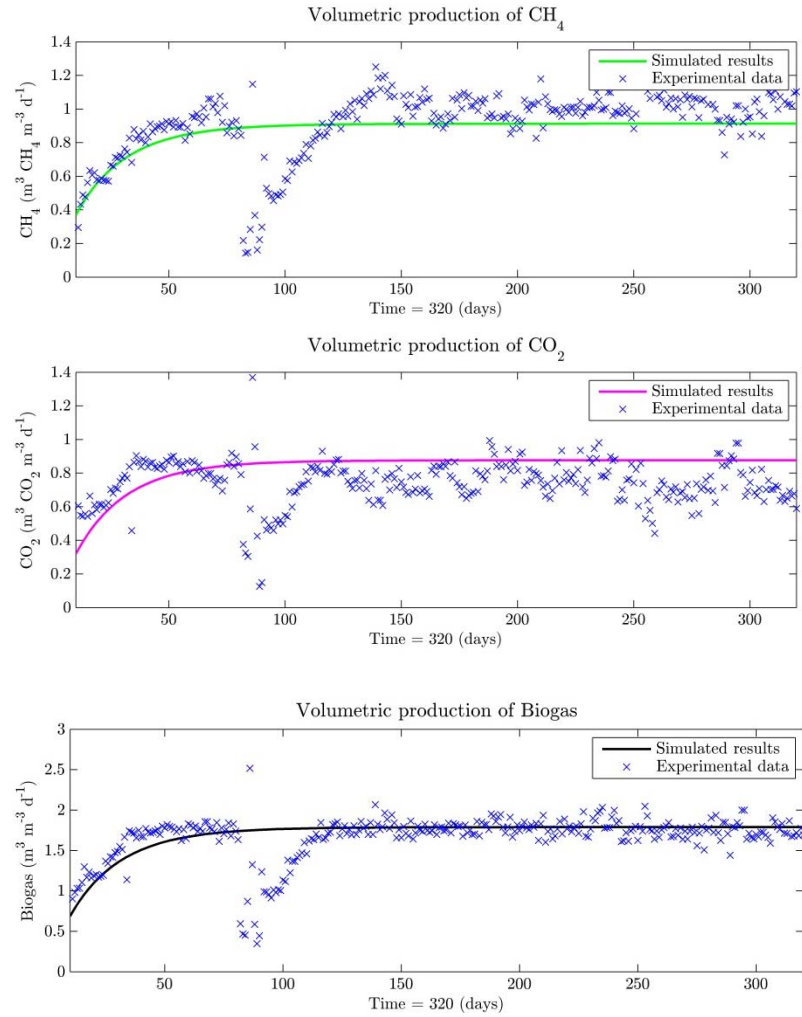 Volumetric production of CH4
1.4
1.2
1
0.8
0.6
0.4
0.2
0
CH4 (m3 CH4 m-3 d-1)
Simulated results
Experimental data
50
100
150
200
250
300
Time = 320 (days)
Volumetric production of CO2
1.4
1.2
1
0.8
0.6
0.4
0.2
0
CO2 (m3 CO2 m-3 d-1)
Simulated results
Experimental data
50
100
150
200
250
300
Time = 320 (days)
Volumetric production of Biogas
3
2.5
2
1.5
1
0.5
0
Biogas (m3 m-3 d-1)
Simulated results
Experimental data
50
100
150
200
250
300
Time = 320 (days)